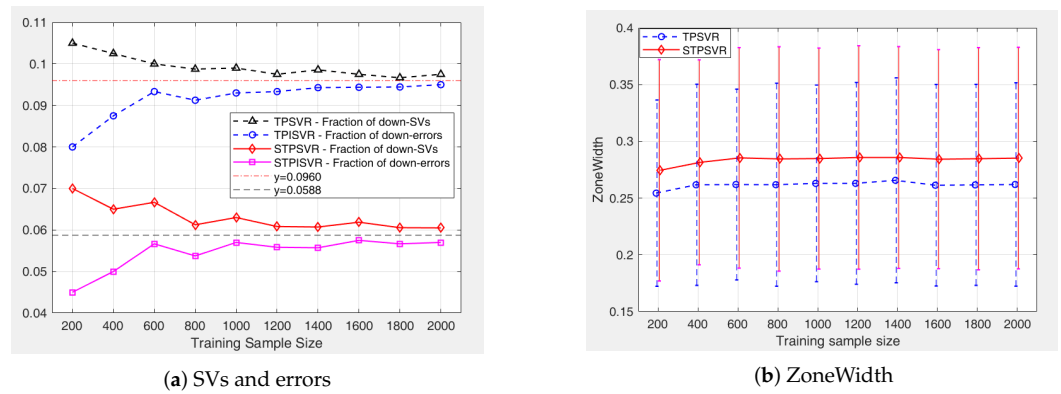 0.11
0.1
0.09
0.08
0.07
0.06
0.05
0.04
TPSVR - Fraction of down-SVs
TPISVR - Fraction of down-errors
STPSVR - Fraction of down-SVs
STPISVR - Fraction of down-errors
y=0.0960
y=0.0588
200 400 600 800 1000 1200 1400 1600 1800 2000
Training Sample Size
(a) SVs and errors
0.4
0.35
0.3
0.25
0.2
0.15
ZoneWidth
TPSVR
STPSVR
200 400 600 800 1000 1200 1400 1600 1800 2000
Training sample size
(b) ZoneWidth